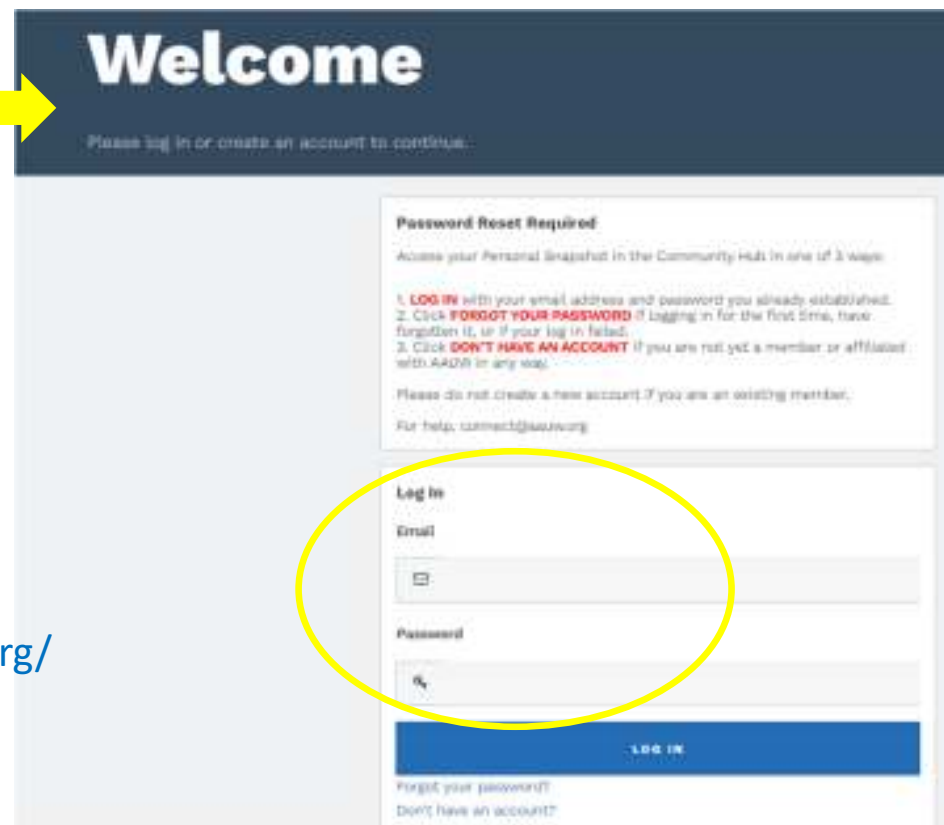 Welcome
Please log in or create an account to continue.
Password Reset Required
Access your Personal Snapshot in the Community Hub in one of 3 ways:
1. LOG IN with your email address and password you already established.
2. Click FORGOT YOUR PASSWORD if logging in for the first time, have
forgotten it, or if your log in failed.
3. Click DON'T HAVE AN ACCOUNT if you are not yet a member or affiliated
with AAUW in any way.
Please do not create a new account if you are an existing member.
For help, connect@aauw.org
Log In
Email
Password
rg/
LOG IN
Forgot your password?
Don't have an account?